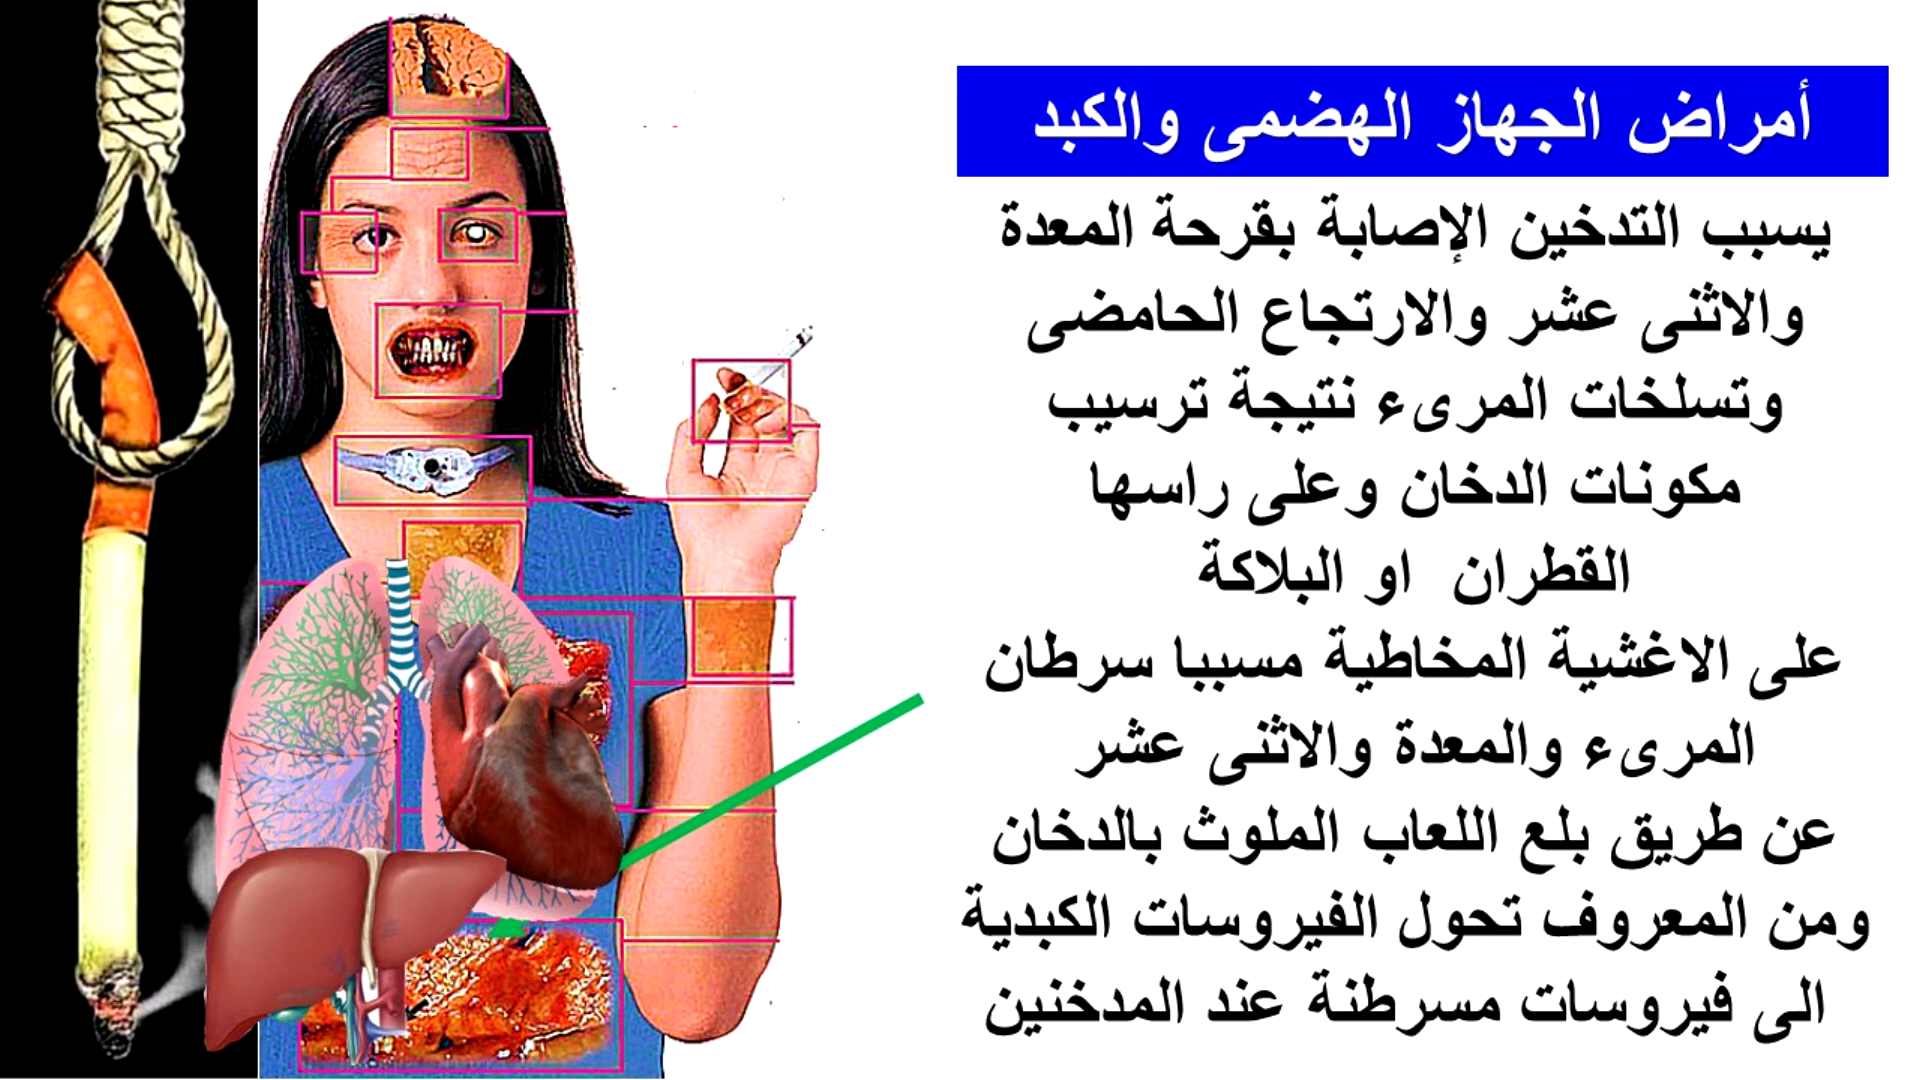 أمراض الجهاز الهضمى والكبد
يسبب التدخين الإصابة بقرحة المعدة
والاثنى عشر والارتجاع الحامضى
وتسلخات المرىء نتيجة ترسيب
مكونات الدخان وعلى راسها
القطران او البلاكة
على الاغشية المخاطية مسببا سرطان
المرىء والمعدة والاثنى عشر
عن طريق بلع اللعاب الملوث بالدخان
ومن المعروف تحول الفيروسات الكبدية
الى فيروسات مسرطنة عند المدخنين